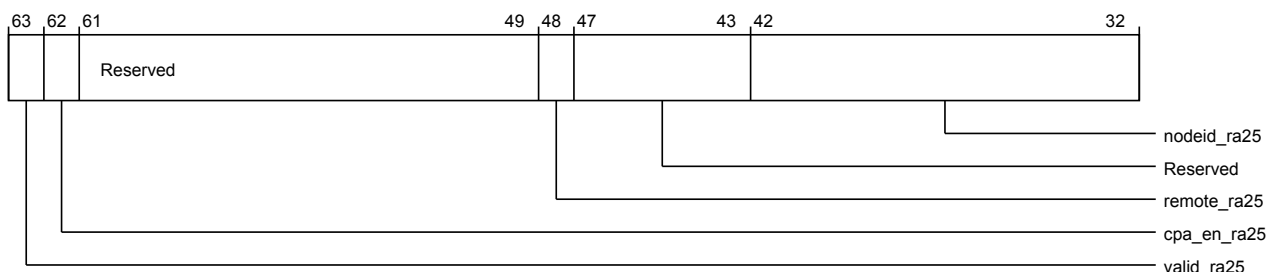 63 62 61 49 48 47 43 42 32
Reserved
nodeid_ra25
Reserved
remote_ra25
cpa_en_ra25
valid_ra25